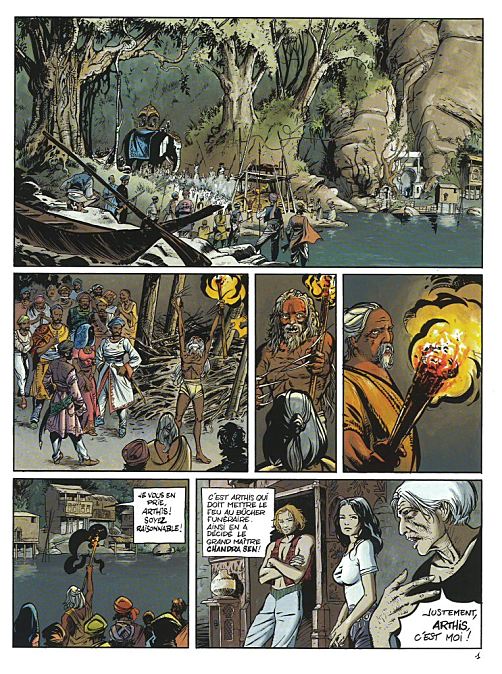 JE VOUS EN
PRIE,
ARTHIS!
SOYEZ
RAISONNABLE!
C'EST ARTHIS QUI
DOIT METTRE LE
FEU AU BÛCHER
FUNÉRAIRE.
AINSI EN A
DÉCIDÉ LE
GRAND MAÎTRE
CHANDRA SEN!
JUSTEMENT,
ARTHIS,
C'EST MOI!
1